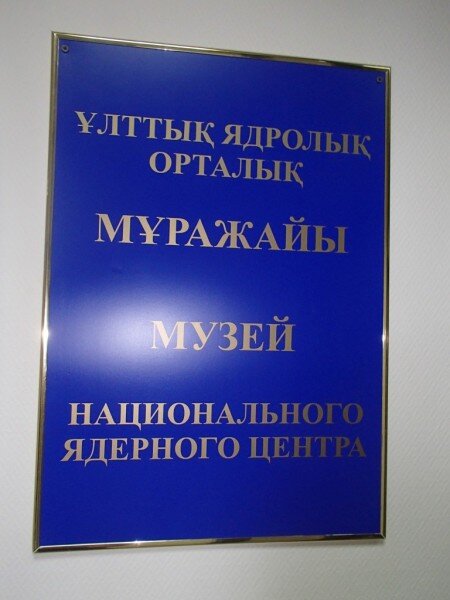 ҰЛТТЫҚ ЯДРОЛЫҚ
ОРТАЛЫҚ
МҰРАЖАЙЫ
МУЗЕЙ
НАЦИОНАЛЬНОГО
ЯДЕРНОГО ЦЕНТРА